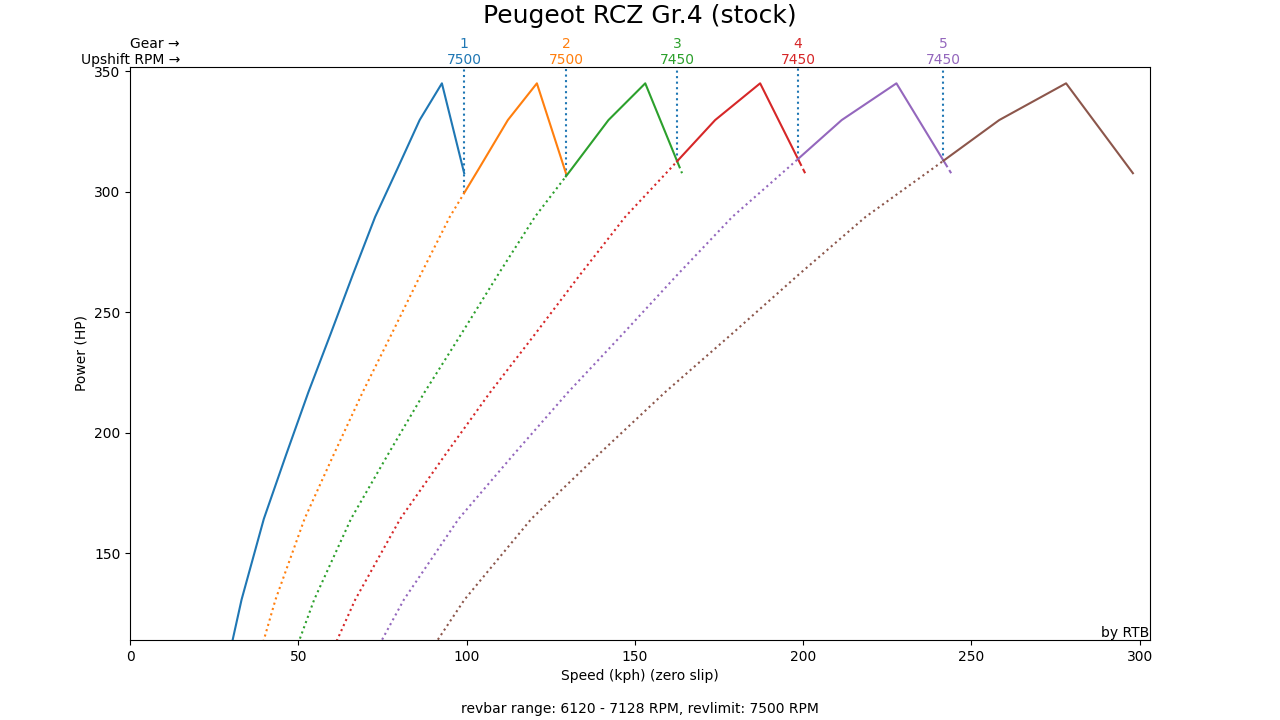 Peugeot RCZ Gr.4 (stock)
Gear → 1 2 3 4 5
Upshift RPM → 7500 7500 7450 7450 7450
350
300
250
200
150
Power (HP)
by RTB
0 50 100 150 200 250 300
Speed (kph) (zero slip)
revbar range: 6120 - 7128 RPM, revlimit: 7500 RPM